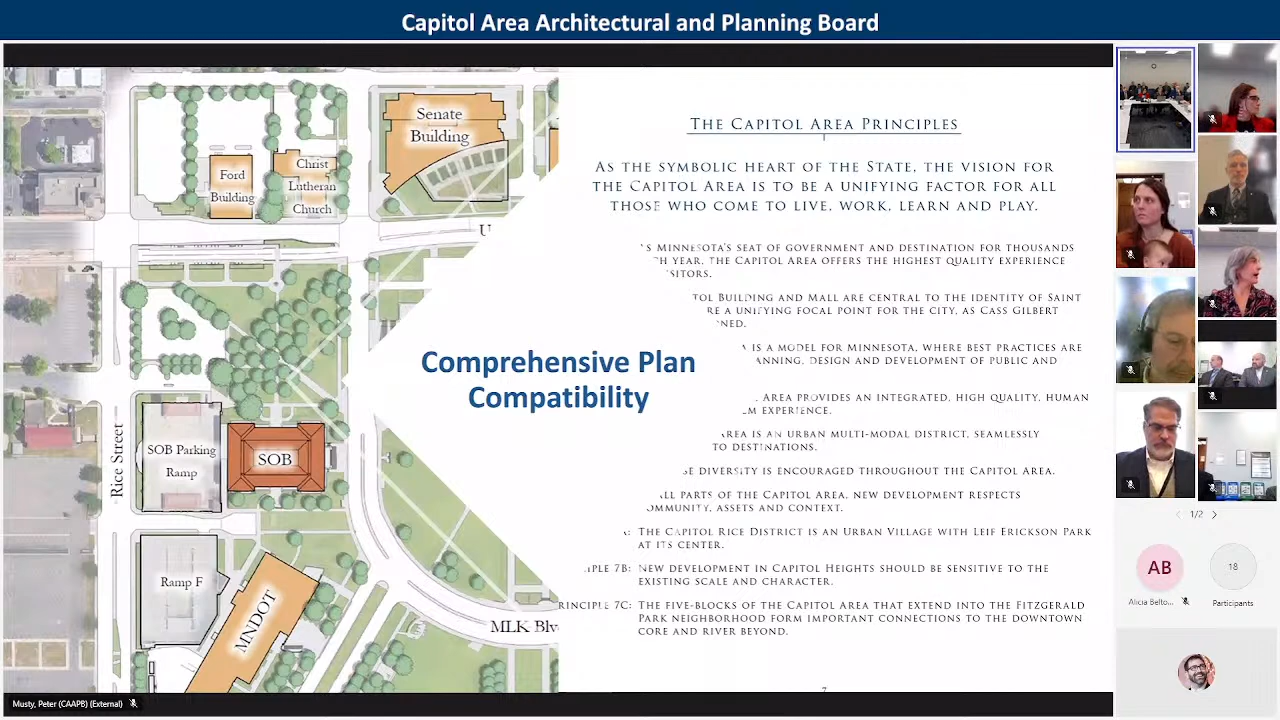 Capitol Area Architectural and Planning Board
Senate
Building
Ford
Building
Christ
Lutheran
Church
Rice Street
SOB Parking
Ramp
SOB
Ramp F
MNDOT
MLK Blv
Comprehensive Plan
Compatibility
THE CAPITOL AREA PRINCIPLES
AS THE SYMBOLIC HEART OF THE STATE, THE VISION FOR
THE CAPITOL AREA IS TO BE A UNIFYING FACTOR FOR ALL
THOSE WHO COME TO LIVE, WORK, LEARN AND PLAY.
MINNESOTA'S SEAT OF GOVERNMENT AND DESTINATION FOR THOUSANDS
YEAR, THE CAPITOL AREA OFFERS THE HIGHEST QUALITY EXPERIENCE
BUILDING AND MALL ARE CENTRAL TO THE IDENTITY OF SAINT
A UNIFYING FOCAL POINT FOR THE CITY, AS CASS GILBERT
IS A MODEL FOR MINNESOTA, WHERE BEST PRACTICES ARE
DESIGN AND DEVELOPMENT OF PUBLIC AND
AREA PROVIDES AN INTEGRATED, HIGH QUALITY, HUMAN
EXPERIENCE.
IS AN URBAN MULTI-MODAL DISTRICT, SEAMLESSLY
TO DESTINATIONS.
DIVERSITY IS ENCOURAGED THROUGHOUT THE CAPITOL AREA.
PARTS OF THE CAPITOL AREA, NEW DEVELOPMENT RESPECTS
ASSETS AND CONTEXT.
THE CAPITOL RICE DISTRICT IS AN URBAN VILLAGE WITH LEIF ERICKSON PARK
AT ITS CENTER.
7B: NEW DEVELOPMENT IN CAPITOL HEIGHTS SHOULD BE SENSITIVE TO THE
EXISTING SCALE AND CHARACTER.
RINCIPLE 7C: THE FIVE-BLOCKS OF THE CAPITOL AREA THAT EXTEND INTO THE FITZGERALD
PARK NEIGHBORHOOD FORM IMPORTANT CONNECTIONS TO THE DOWNTOWN
CORE AND RIVER BEYOND.
Musty, Peter (CAAPB) (External)
1/2
AB
Alicia Belto...
18
Participants